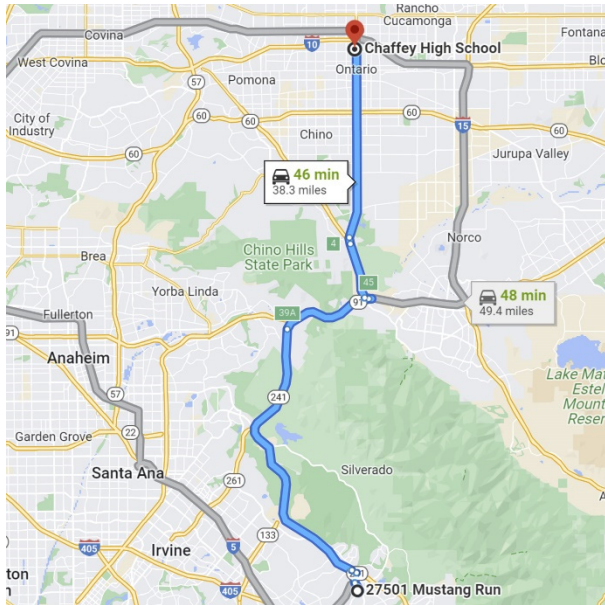 Rancho
Cucamonga
Covina
Chaffey High School
Fontana
10
West Covina
57
Ontario
Pomona
60
60
City of
Industry
Chino
15
60
60
Jurupa Valley
46 min
38.3 miles
Norco
4
Chino Hills
State Park
Brea
45
48 min
49.4 miles
Yorba Linda
91
39A
Fullerton
91
Anaheim
Lake Mat
Estel
Mount
Reser
57
241
22
Garden Grove
Silverado
Santa Ana
261
133
5
405
Irvine
405
27501 Mustang Run